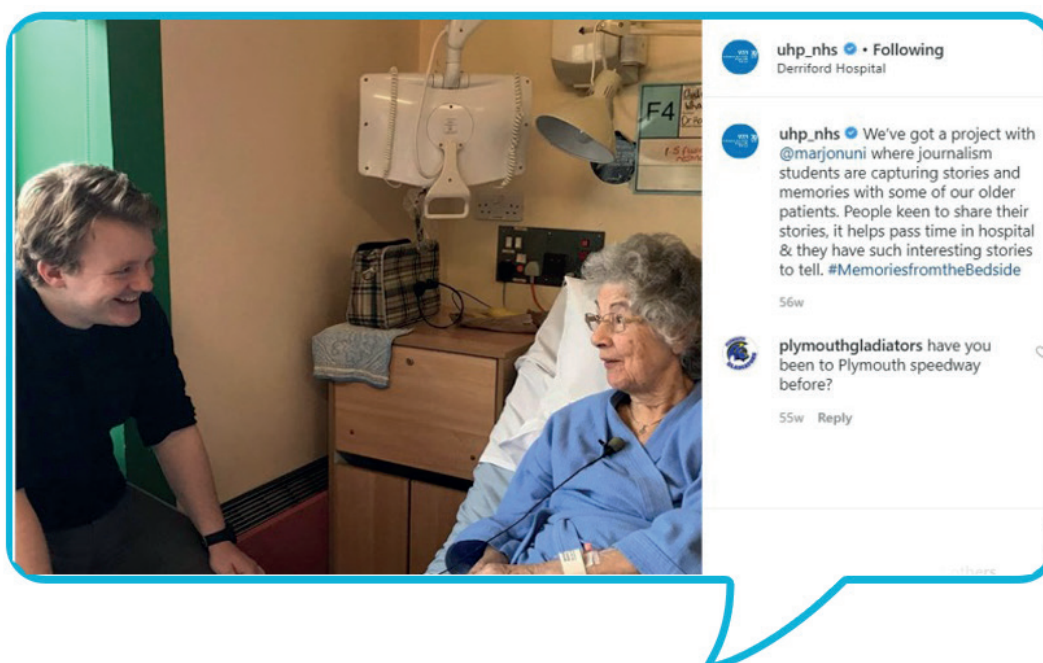 uhp_nhs • Following
Derriford Hospital
uhp_nhs We've got a project with
@marjonuni where journalism
students are capturing stories and
memories with some of our older
patients. People keen to share their
stories, it helps pass time in hospital
& they have such interesting stories
to tell. #MemoriesfromtheBedside
56w
plymouthgladiators have you
been to Plymouth speedway
before?
55w Reply
F4
others